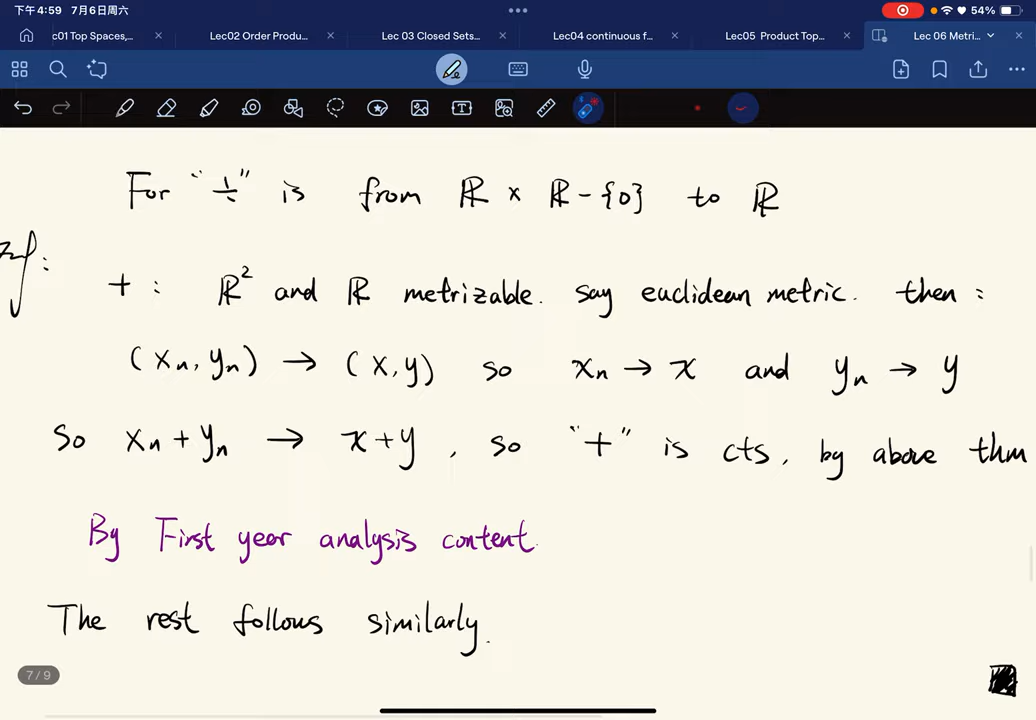 下午4:59 7月6日周六
54%
c01 Top Spaces,...
Lec02 Order Produ...
Lec 03 Closed Sets...
Lec04 continuous f...
Lec05 Product Top...
Lec 06 Metri...
For "÷" is from ℝ × ℝ - {0} to ℝ
+ : ℝ² and ℝ metrizable. say euclidean metric. then :
(xₙ, yₙ) → (x, y) so xₙ → x and yₙ → y
So xₙ + yₙ → x + y , so "+" is cts, by above thm
By First year analysis content.
The rest follows similarly.
7 / 9